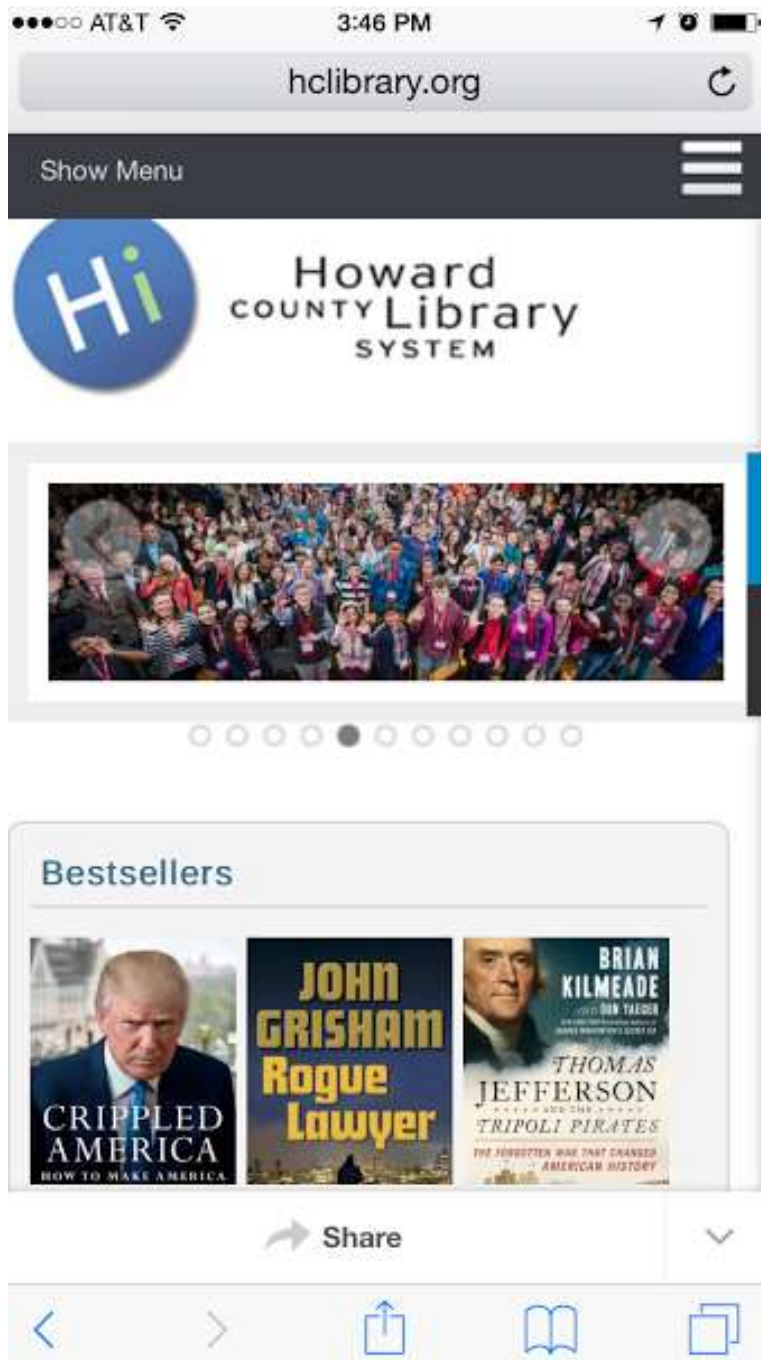 AT&T 3:46 PM
hclibrary.org
Show Menu
Hi
Howard
COUNTY Library
SYSTEM
Bestsellers
CRIPPLED
AMERICA
HOW TO MAKE AMERICA
JOHN
GRISHAM
Rogue
Lawyer
BRIAN
KILMEADE
DON YAEGER
THOMAS
JEFFERSON
AND THE
TRIPOLI PIRATES
THE FORGOTTEN WAR THAT CHANGED
AMERICAN HISTORY
Share